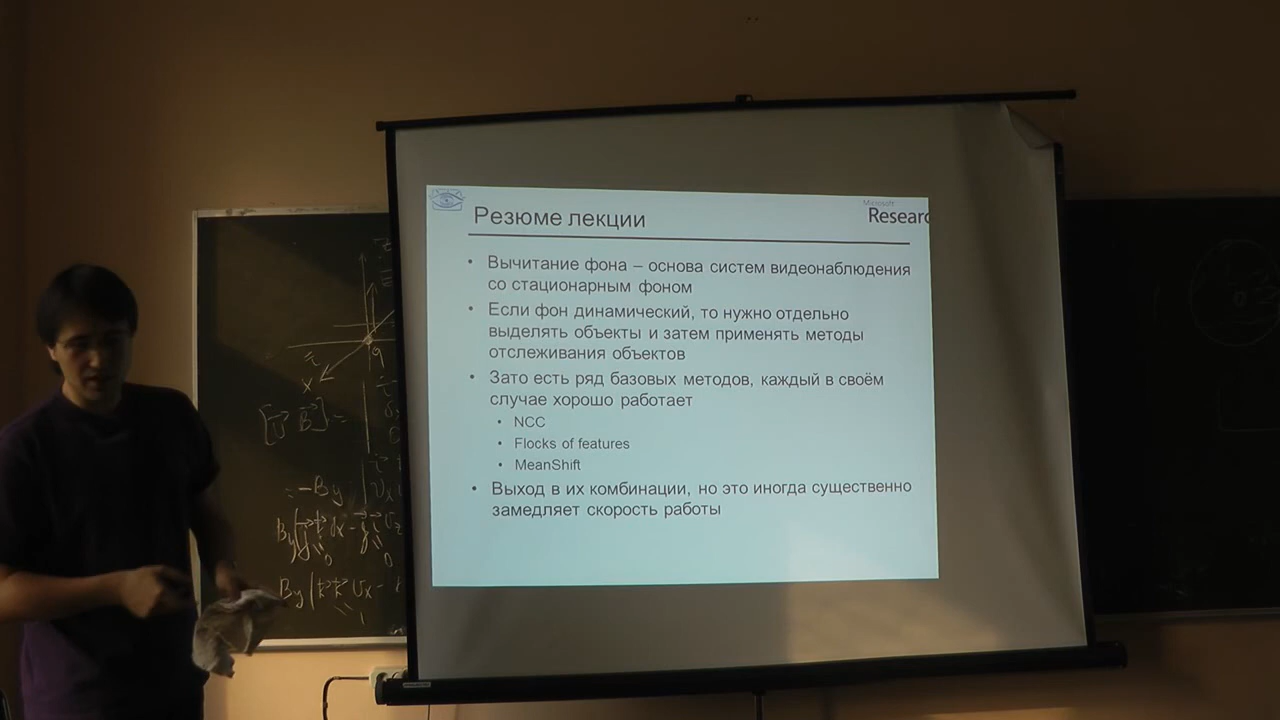 Microsoft
Researc
Резюме лекции
• Вычитание фона – основа систем видеонаблюдения
со стационарным фоном
• Если фон динамический, то нужно отдельно
выделять объекты и затем применять методы
отслеживания объектов
• Зато есть ряд базовых методов, каждый в своём
случае хорошо работает
• NCC
• Flocks of features
• MeanShift
• Выход в их комбинации, но это иногда существенно
замедляет скорость работы
x